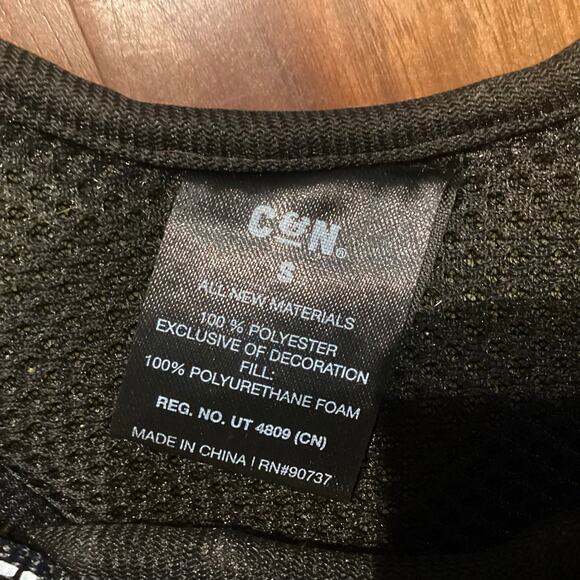 C&N®
S
ALL NEW MATERIALS
100 % POLYESTER
EXCLUSIVE OF DECORATION
FILL:
100% POLYURETHANE FOAM
REG. NO. UT 4809 (CN)
MADE IN CHINA | RN#90737